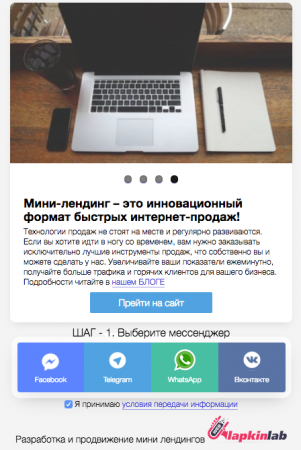 Мини-лендинг – это инновационный
формат быстрых интернет-продаж!
Технологии продаж не стоят на месте и регулярно развиваются.
Если вы хотите идти в ногу со временем, вам нужно заказывать
исключительно лучшие инструменты продаж, что собственно вы и
можете сделать у нас. Увеличивайте ваши показатели ежеминутно,
получайте больше трафика и горячих клиентов для вашего бизнеса.
Подробности читайте в нашем БЛОГЕ
Прейти на сайт
ШАГ - 1. Выберите мессенджер
Facebook
Telegram
WhatsApp
Вконтакте
Я принимаю условия передачи информации
Разработка и продвижение мини лендингов
lapkinlab